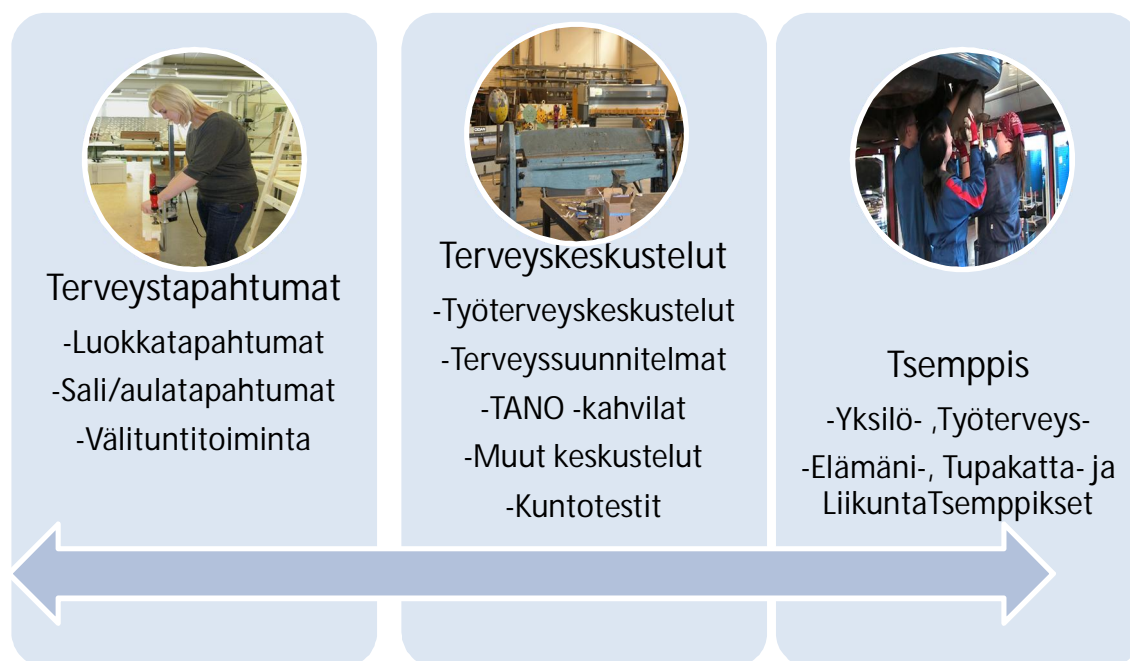 Terveystapahtumat
-Luokkatapahtumat
-Sali/aulatapahtumat
-Välituntitoiminta
Terveyskeskustelut
-Työterveyskeskustelut
-Terveyssuunnitelmat
-TANO -kahvilat
-Muut keskustelut
-Kuntotestit
Tsemppis
-Yksilö- ,Työterveys-
-Elämäni-, Tupakatta- ja
LiikuntaTsemppikset